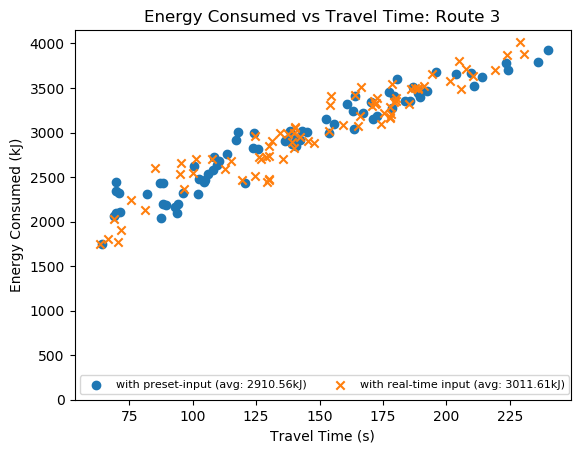 Energy Consumed vs Travel Time: Route 3
Energy Consumed (kJ)
4000
3500
3000
2500
2000
1500
1000
500
0
with preset-input (avg: 2910.56kJ)
with real-time input (avg: 3011.61kJ)
75 100 125 150 175 200 225
Travel Time (s)